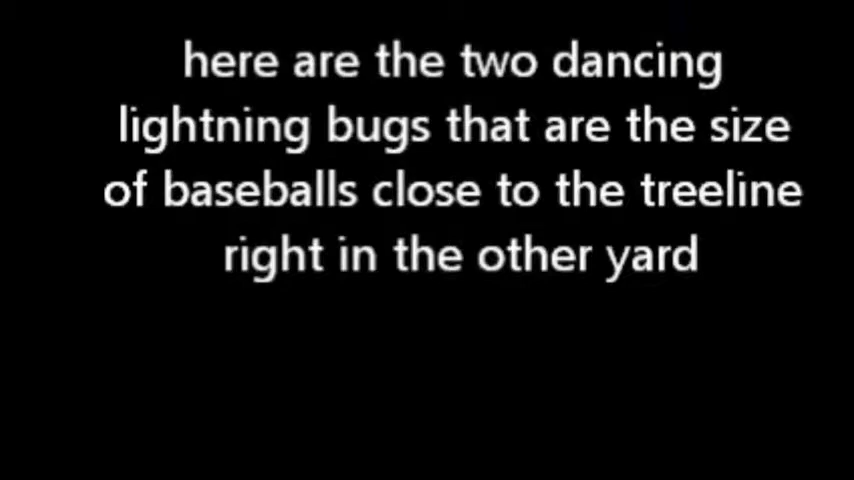 here are the two dancing
lightning bugs that are the size
of baseballs close to the treeline
right in the other yard